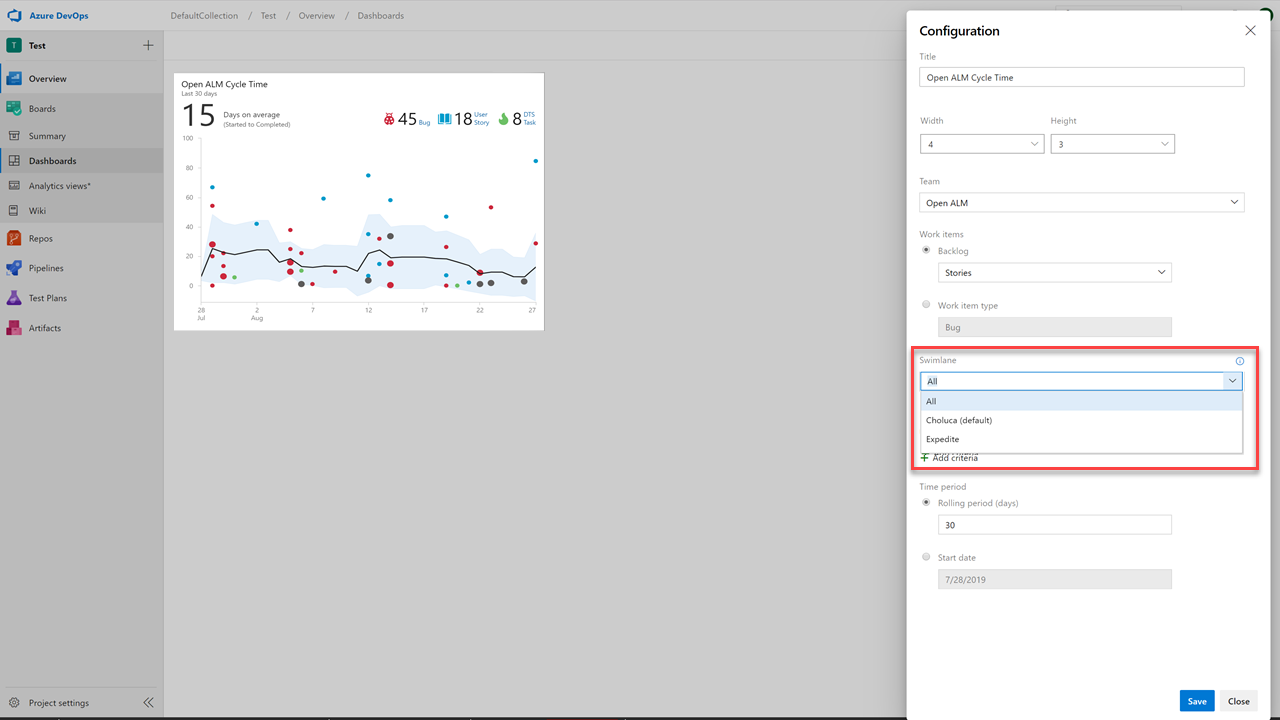 Azure DevOps
DefaultCollection / Test / Overview / Dashboards
T Test
Overview
Boards
Summary
Dashboards
Analytics views*
Wiki
Repos
Pipelines
Test Plans
Artifacts
Project settings
Open ALM Cycle Time
Last 30 days
15 Days on average
(Started to Completed)
45 Bug
18 User Story
8 DTS Task
100
80
60
40
20
0
28 2 7 12 17 22 27
Jul Aug
Configuration
Title
Open ALM Cycle Time
Width Height
4 3
Team
Open ALM
Work items
Backlog
Stories
Work item type
Bug
Swimlane
All
All
Choluca (default)
Expedite
Add criteria
Time period
Rolling period (days)
30
Start date
7/28/2019
Save Close